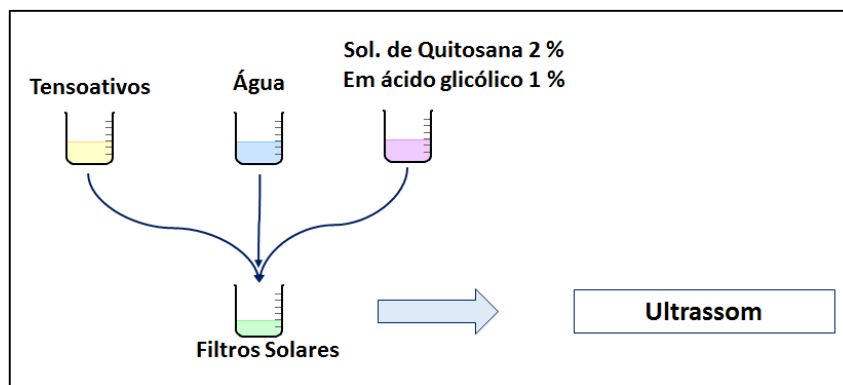 Tensoativos
Água
Sol. de Quitosana 2 %
Em ácido glicólico 1 %
Filtros Solares
Ultrassom